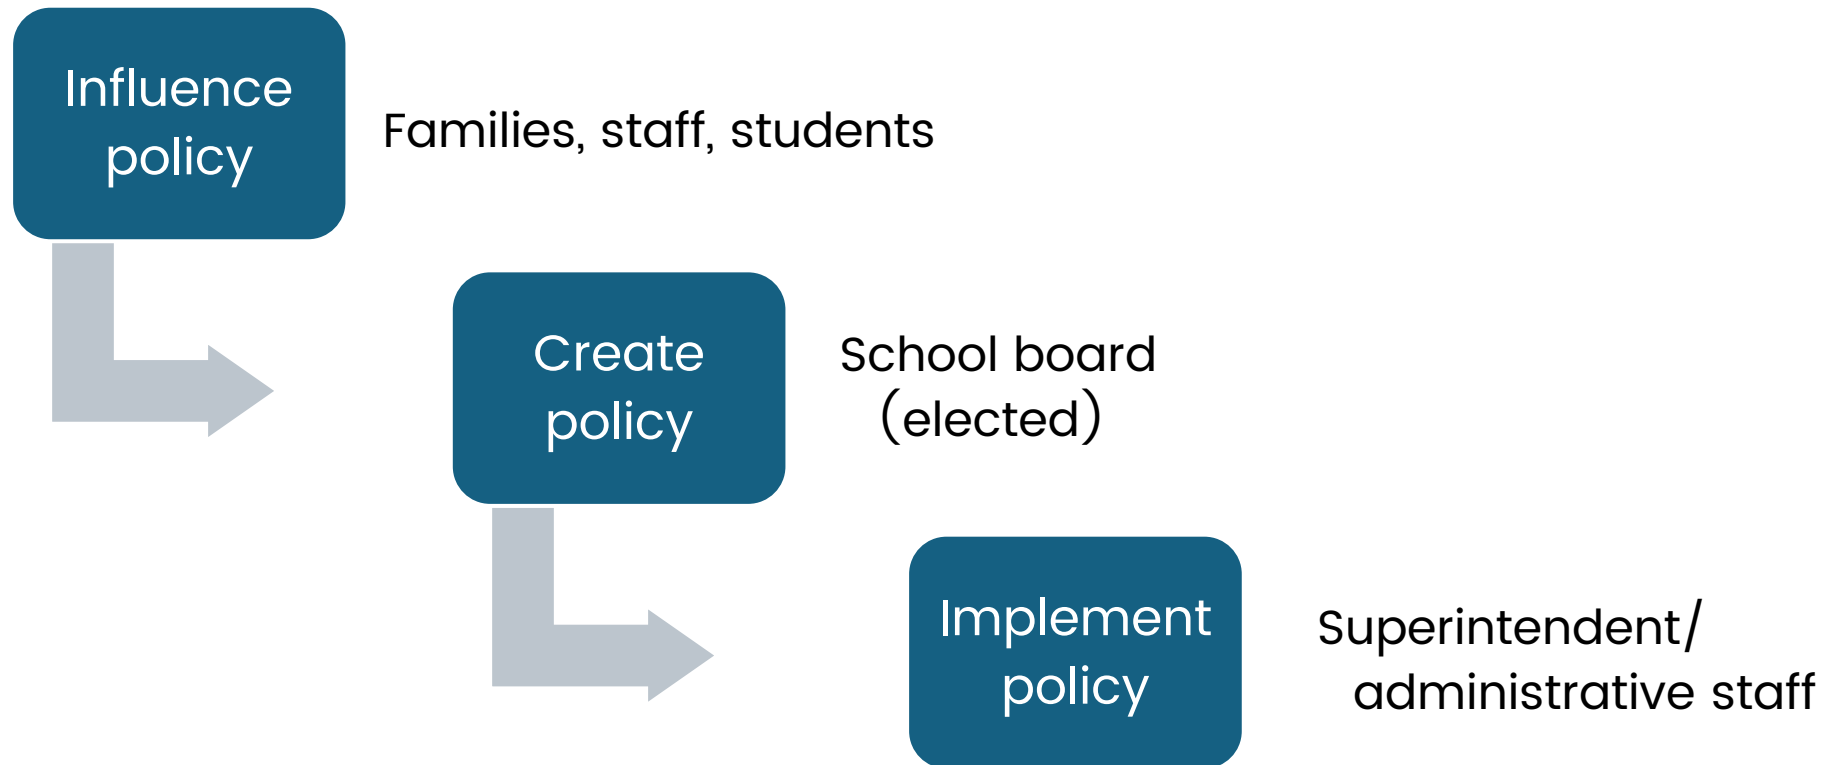 Influence
policy
Families, staff, students
Create
policy
School board
(elected)
Implement
policy
Superintendent/
administrative staff